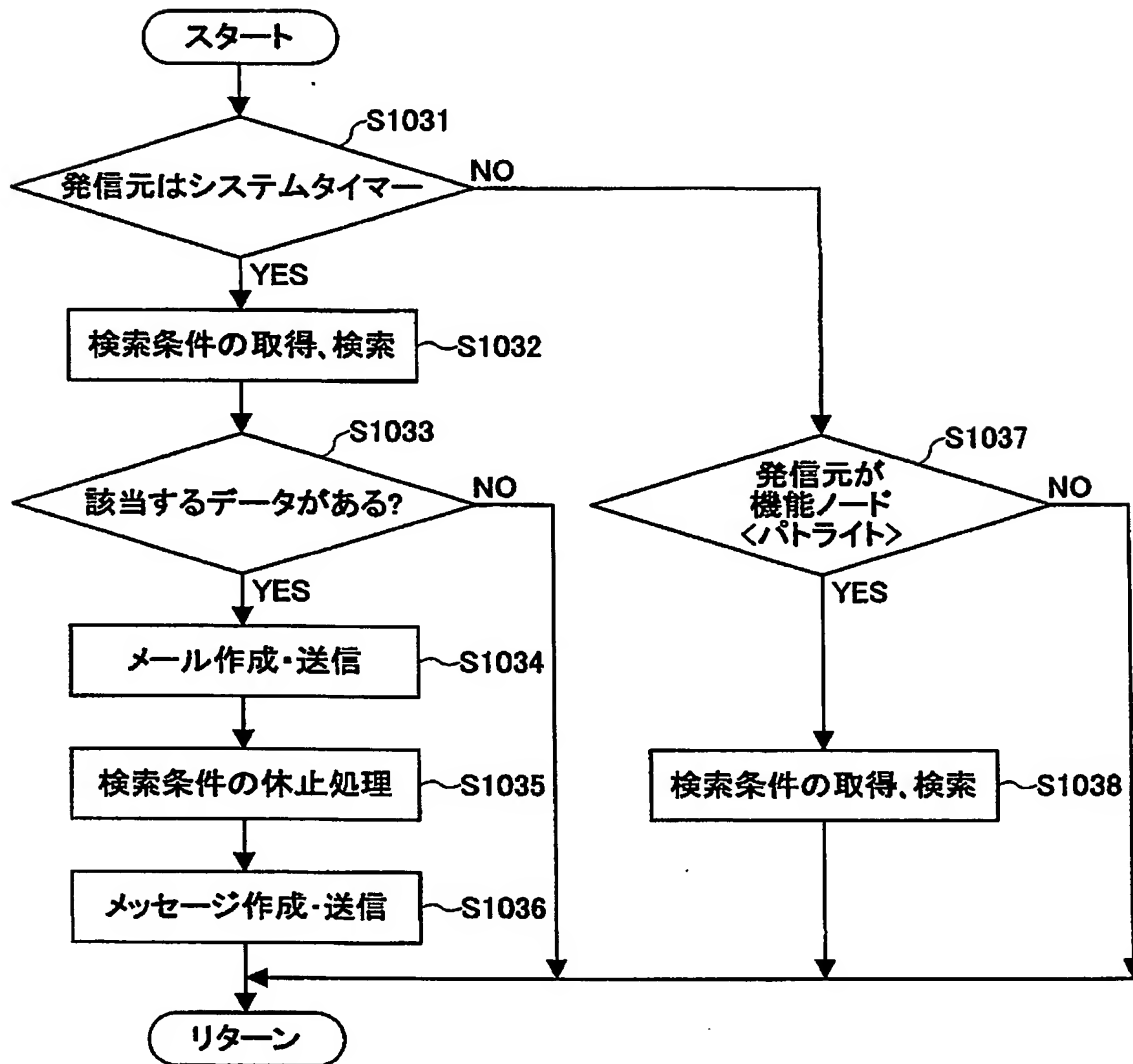 スタート
S1031
発信元はシステムタイマー
NO
YES
検索条件の取得、検索
S1032
S1033
該当するデータがある?
NO
YES
メール作成・送信
S1034
検索条件の休止処理
S1035
メッセージ作成・送信
S1036
S1037
発信元が
機能ノード
<パトライト>
NO
YES
検索条件の取得、検索
S1038
リターン